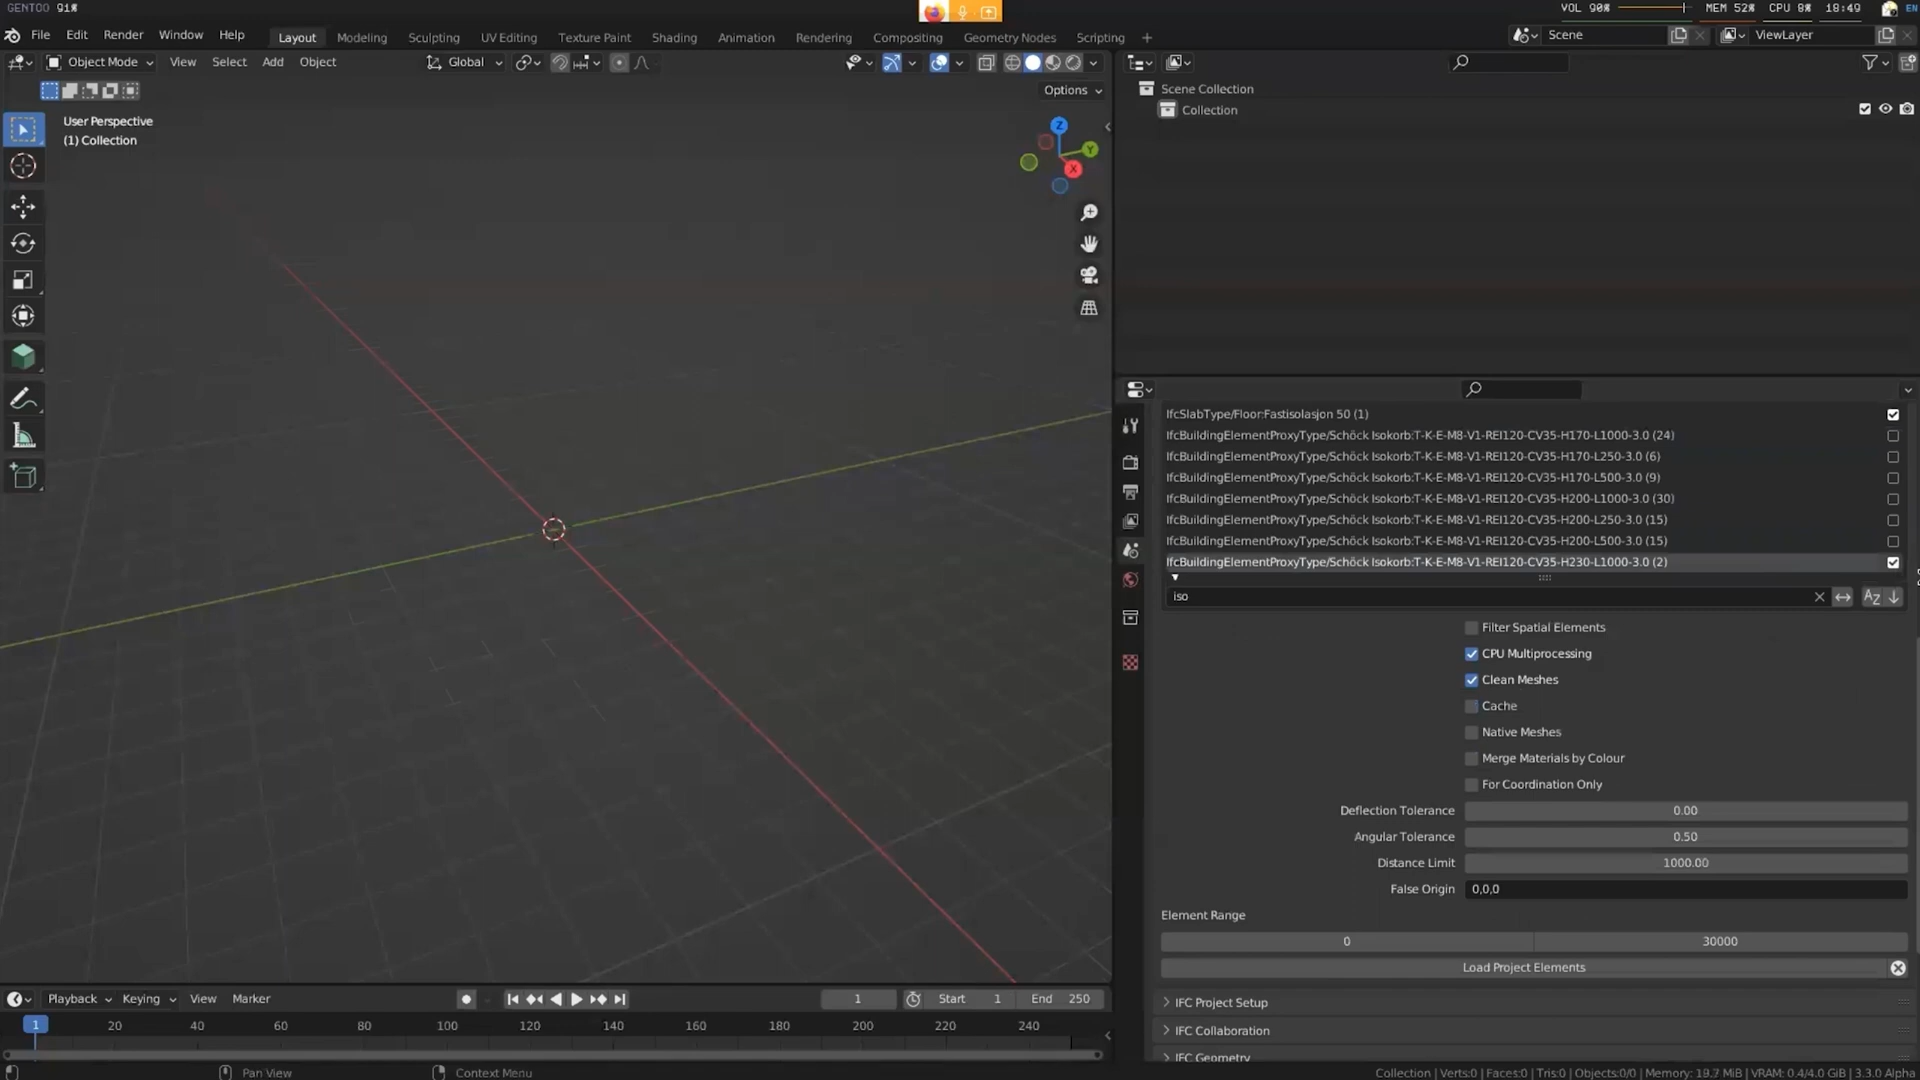 GENTOO 91%
VOL 90%
MEM 52%
CPU 8%
18:49
EN
File Edit Render Window Help
Layout Modeling Sculpting UV Editing Texture Paint Shading Animation Rendering Compositing Geometry Nodes Scripting +
Scene
ViewLayer
Object Mode View Select Add Object
Global
Options
User Perspective
(1) Collection
Z
Y
X
Scene Collection
Collection
IfcSlabType/Floor:Fastisolasjon 50 (1)
IfcBuildingElementProxyType/Schöck Isokorb:T-K-E-M8-V1-REI120-CV35-H170-L1000-3.0 (24)
IfcBuildingElementProxyType/Schöck Isokorb:T-K-E-M8-V1-REI120-CV35-H170-L250-3.0 (6)
IfcBuildingElementProxyType/Schöck Isokorb:T-K-E-M8-V1-REI120-CV35-H170-L500-3.0 (9)
IfcBuildingElementProxyType/Schöck Isokorb:T-K-E-M8-V1-REI120-CV35-H200-L1000-3.0 (30)
IfcBuildingElementProxyType/Schöck Isokorb:T-K-E-M8-V1-REI120-CV35-H200-L250-3.0 (15)
IfcBuildingElementProxyType/Schöck Isokorb:T-K-E-M8-V1-REI120-CV35-H200-L500-3.0 (15)
IfcBuildingElementProxyType/Schöck Isokorb:T-K-E-M8-V1-REI120-CV35-H230-L1000-3.0 (2)
iso
AZ
Filter Spatial Elements
CPU Multiprocessing
Clean Meshes
Cache
Native Meshes
Merge Materials by Colour
For Coordination Only
Deflection Tolerance 0.00
Angular Tolerance 0.50
Distance Limit 1000.00
False Origin 0,0,0
Element Range
0 30000
Load Project Elements
IFC Project Setup
IFC Collaboration
IFC Geometry
Playback Keying View Marker
1
Start 1
End 250
1 20 40 60 80 100 120 140 160 180 200 220 240
Pan View
Context Menu
Collection | Verts:0 | Faces:0 | Tris:0 | Objects:0/0 | Memory: 19.7 MiB | VRAM: 0.4/4.0 GiB | 3.3.0 Alpha